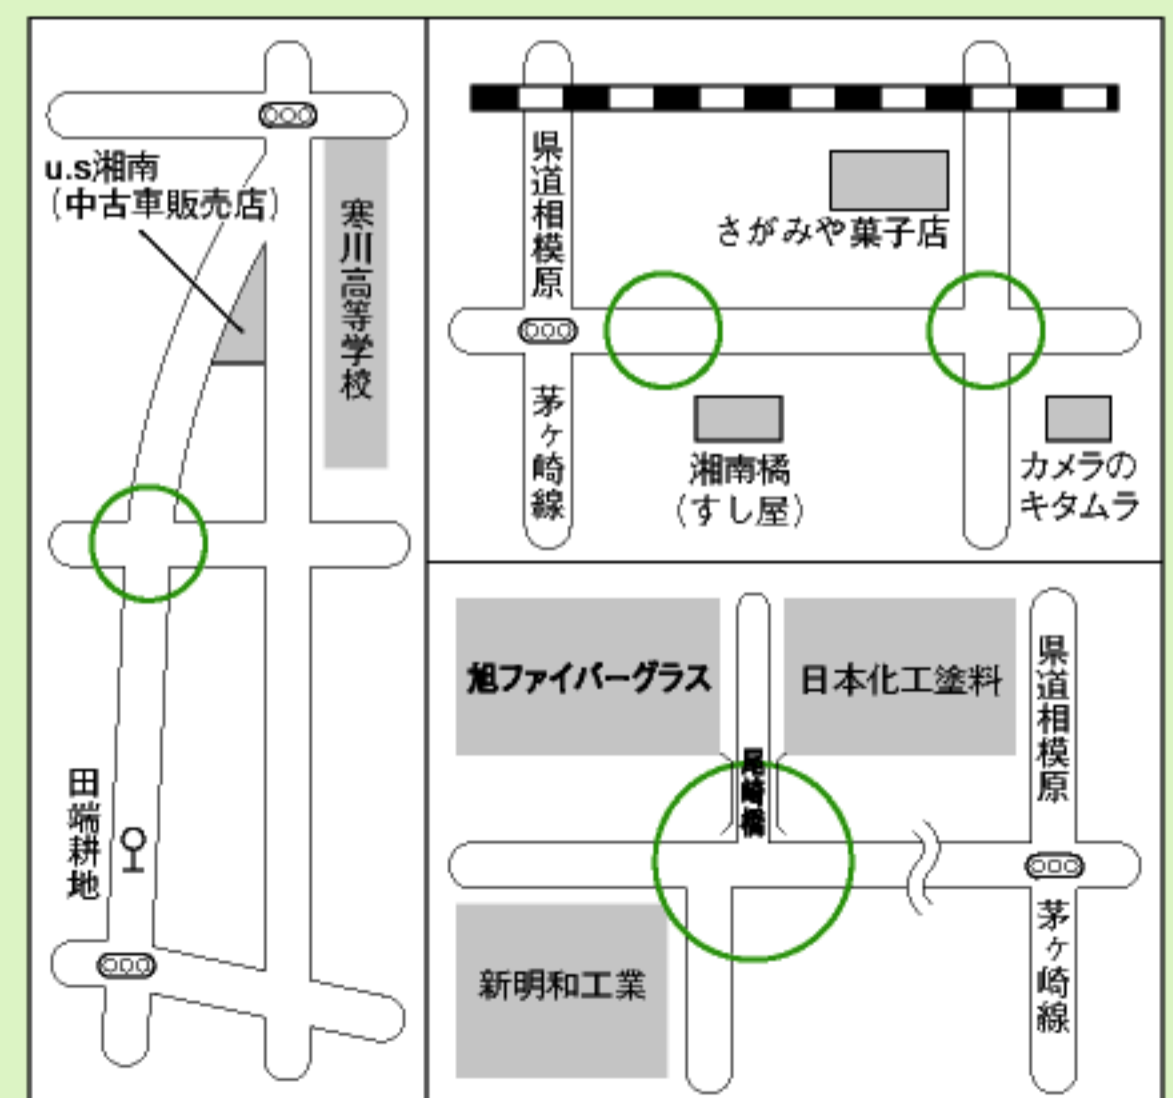 u.s湘南
（中古車販売店）
寒川高等学校
田端耕地
県道相模原
茅ヶ崎線
さがみや菓子店
湘南橘
（すし屋）
カメラの
キタムラ
旭ファイバーグラス
尾崎橋
日本化工塗料
県道相模原
茅ヶ崎線
新明和工業